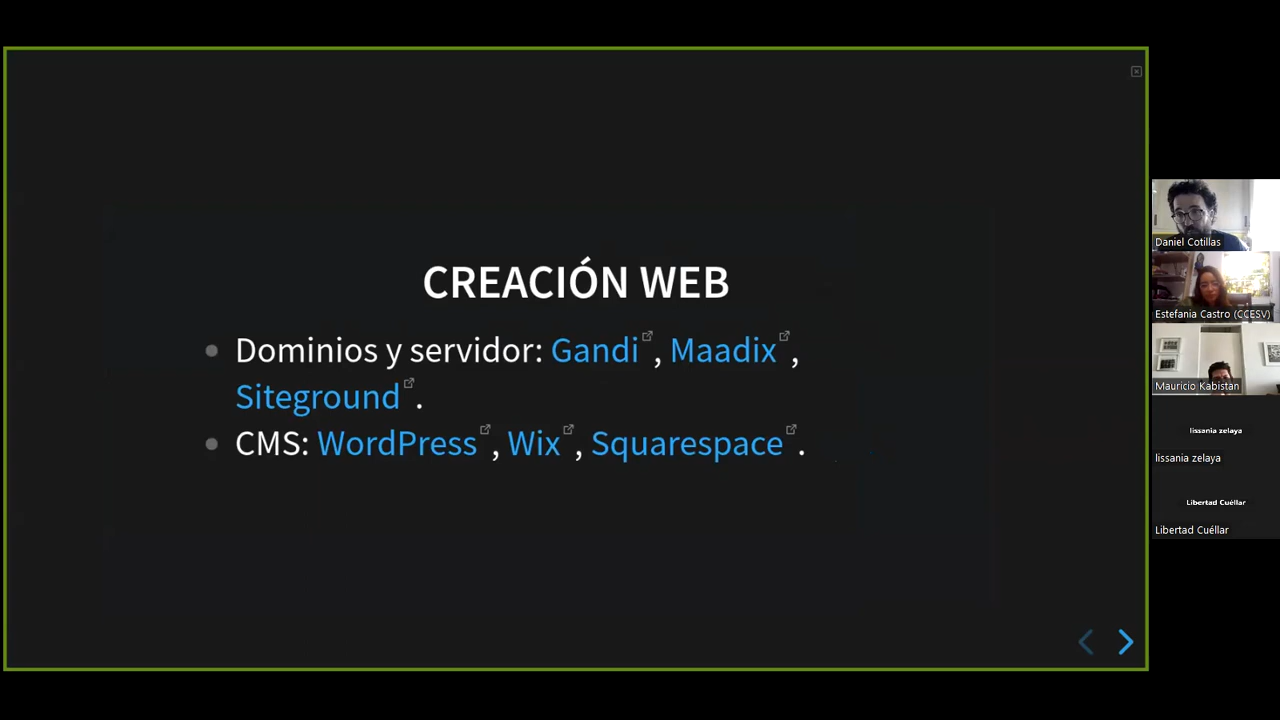 CREACIÓN WEB
Dominios y servidor: Gandi, Maadix,
Siteground.
CMS: WordPress, Wix, Squarespace.
Daniel Cotillas
Estefania Castro (CCESV)
Mauricio Kabistan
lissania zelaya
lissania zelaya
Libertad Cuéllar
Libertad Cuéllar